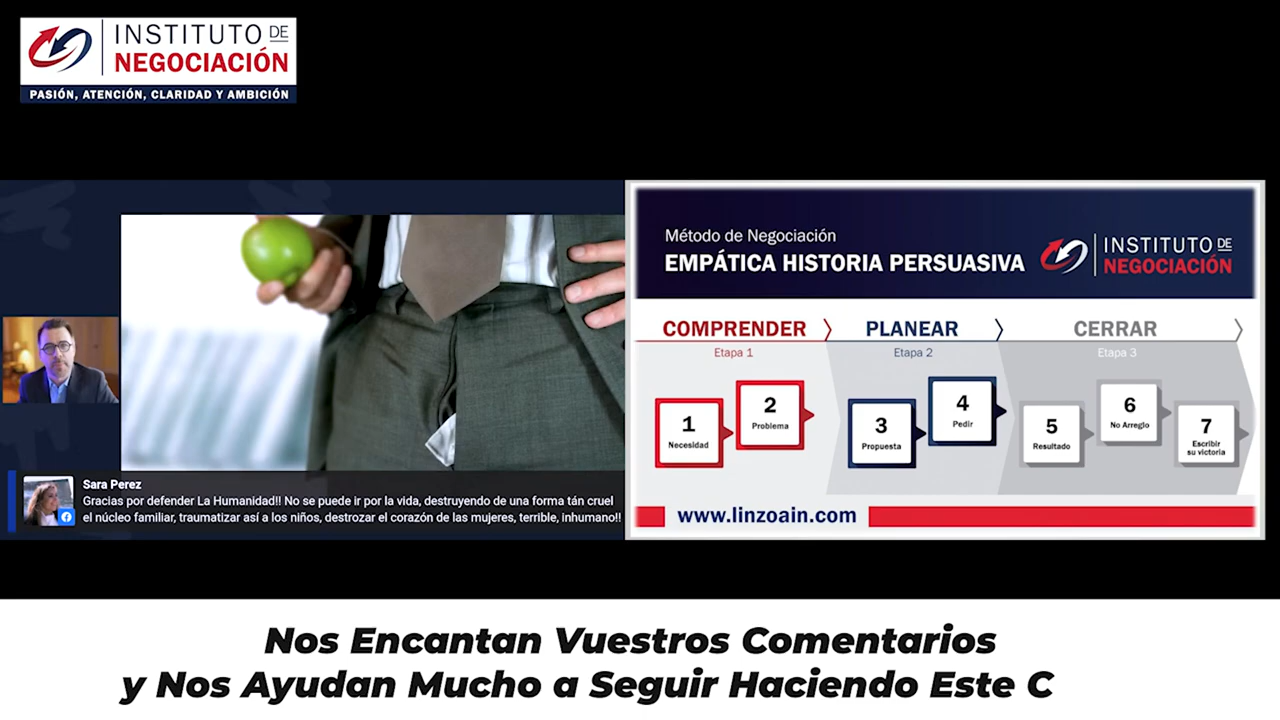 INSTITUTO DE
NEGOCIACIÓN
PASIÓN, ATENCIÓN, CLARIDAD Y AMBICIÓN
Sara Perez
Gracias por defender La Humanidad!! No se puede ir por la vida, destruyendo de una forma tán cruel
el núcleo familiar, traumatizar así a los niños, destrozar el corazón de las mujeres, terrible, inhumano!!
Método de Negociación
EMPÁTICA HISTORIA PERSUASIVA
INSTITUTO DE
NEGOCIACIÓN
COMPRENDER
PLANEAR
CERRAR
Etapa 1
Etapa 2
Etapa 3
1
Necesidad
2
Problema
3
Propuesta
4
Pedir
5
Resultado
6
No Arreglo
7
Escribir
su victoria
www.linzoain.com
Nos Encantan Vuestros Comentarios
y Nos Ayudan Mucho a Seguir Haciendo Este C